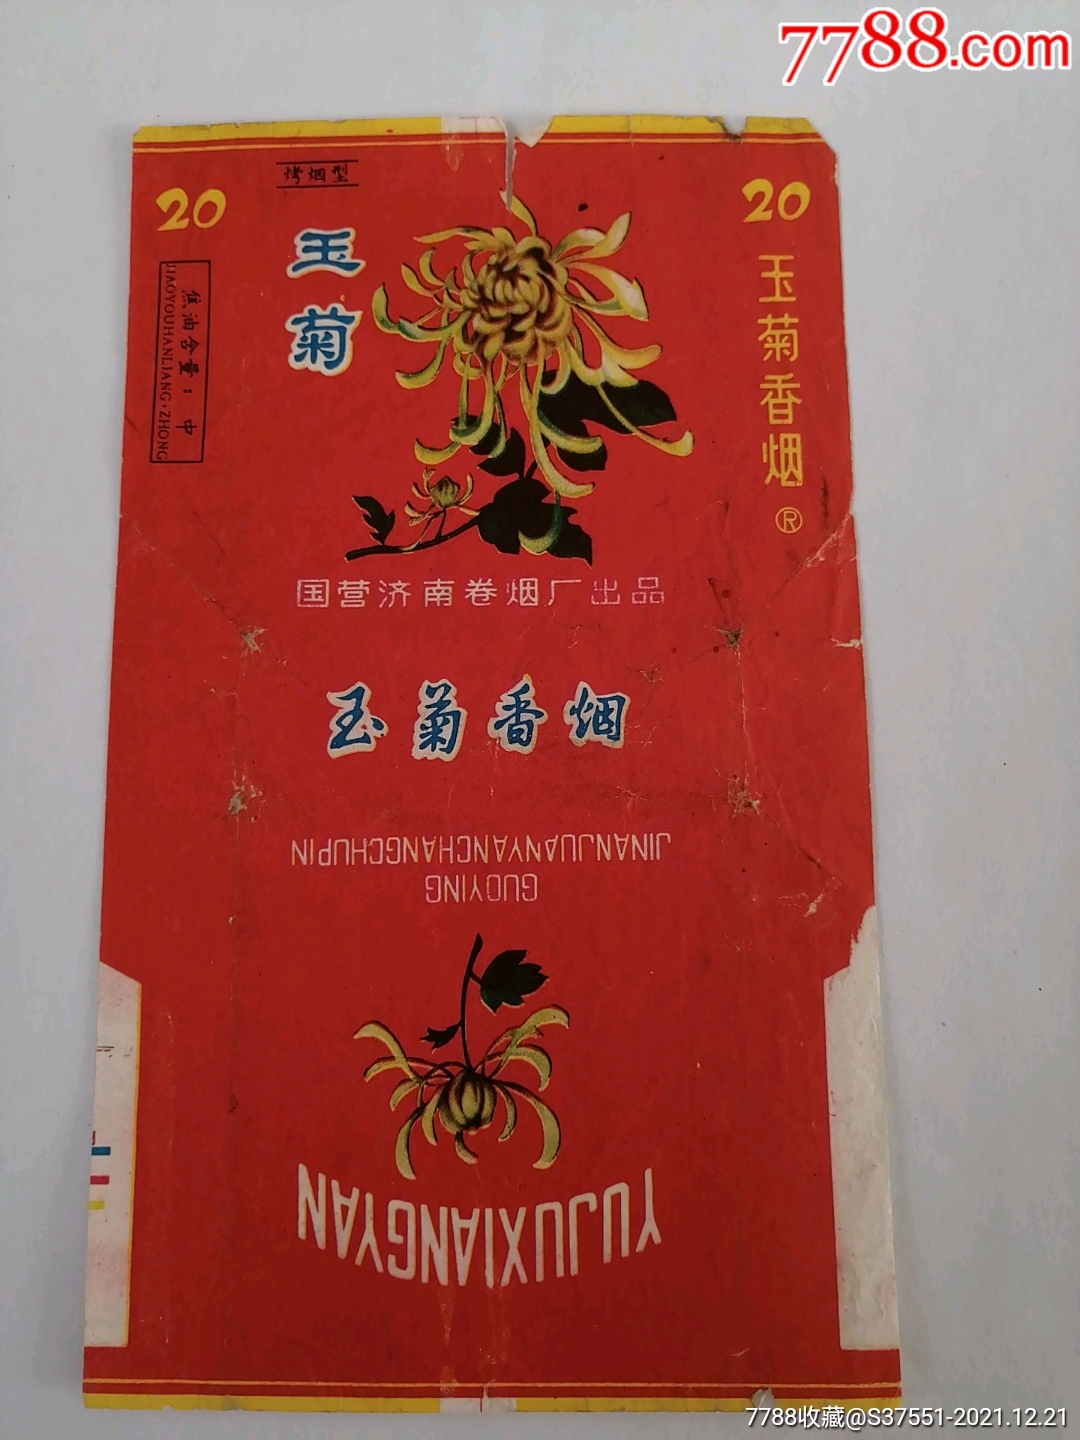 7788.com
烤烟型
20
20
玉菊
玉菊香烟®
焦油含量：中
JIAOYOUHANLIANG:ZHONG
国营济南卷烟厂出品
玉菊香烟
GUOYING
JINANJUANYANCHANGCHUPIN
YUJUXIANGYAN
7788收藏@S37551-2021.12.21